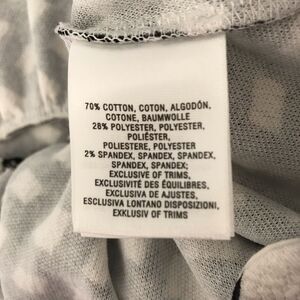 70% COTTON, COTON, ALGODÓN,
COTONE, BAUMWOLLE
28% POLYESTER, POLYESTER,
POLIÉSTER,
POLIESTERE, POLYESTER
2% SPANDEX, SPANDEX, SPANDEX,
SPANDEX, SPANDEX;
EXCLUSIVE OF TRIMS,
EXCLUSIVITÉ DES ÉQUILIBRES,
EXCLUSIVA DE AJUSTES,
ESCLUSIVA LONTANO DISPOSIZIONI,
EXKLUSIV OF TRIMS